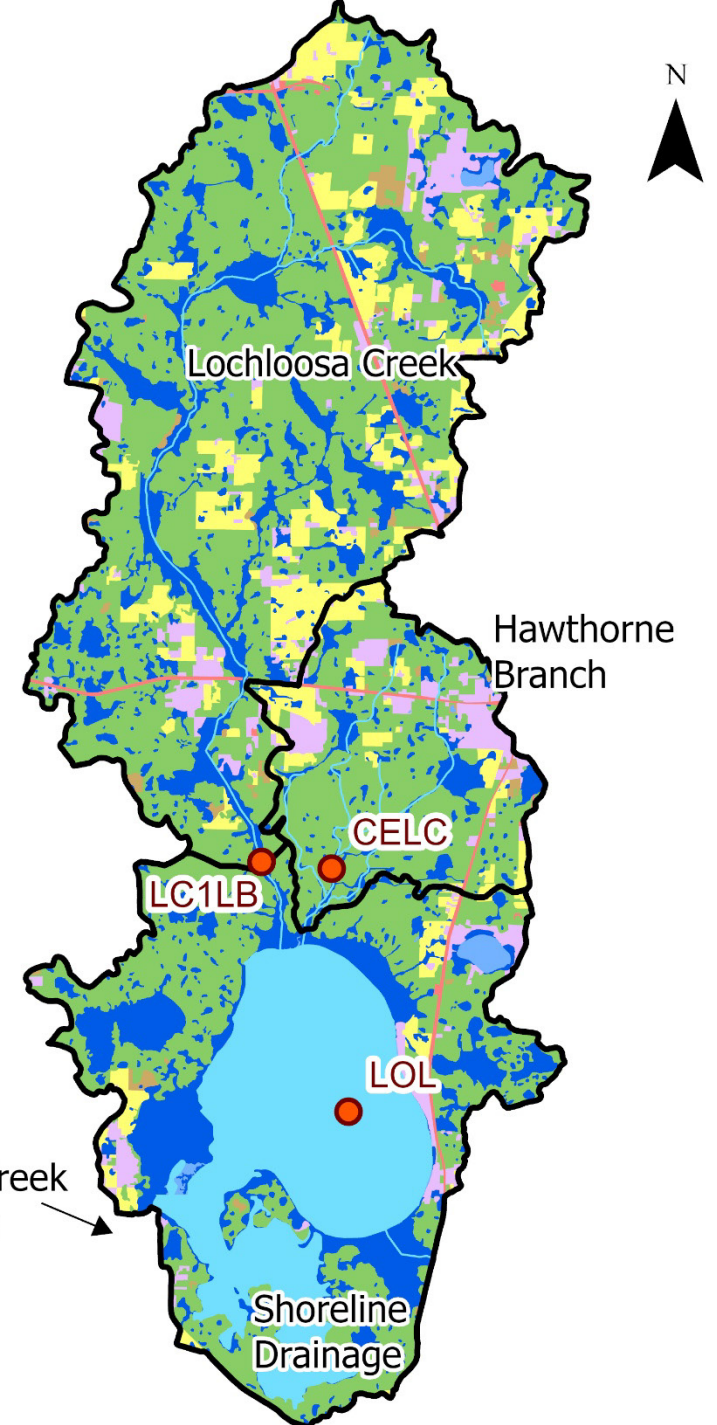 N
Lochloosa Creek
Hawthorne
Branch
CELC
LC1LB
LOL
reek
Shoreline
Drainage